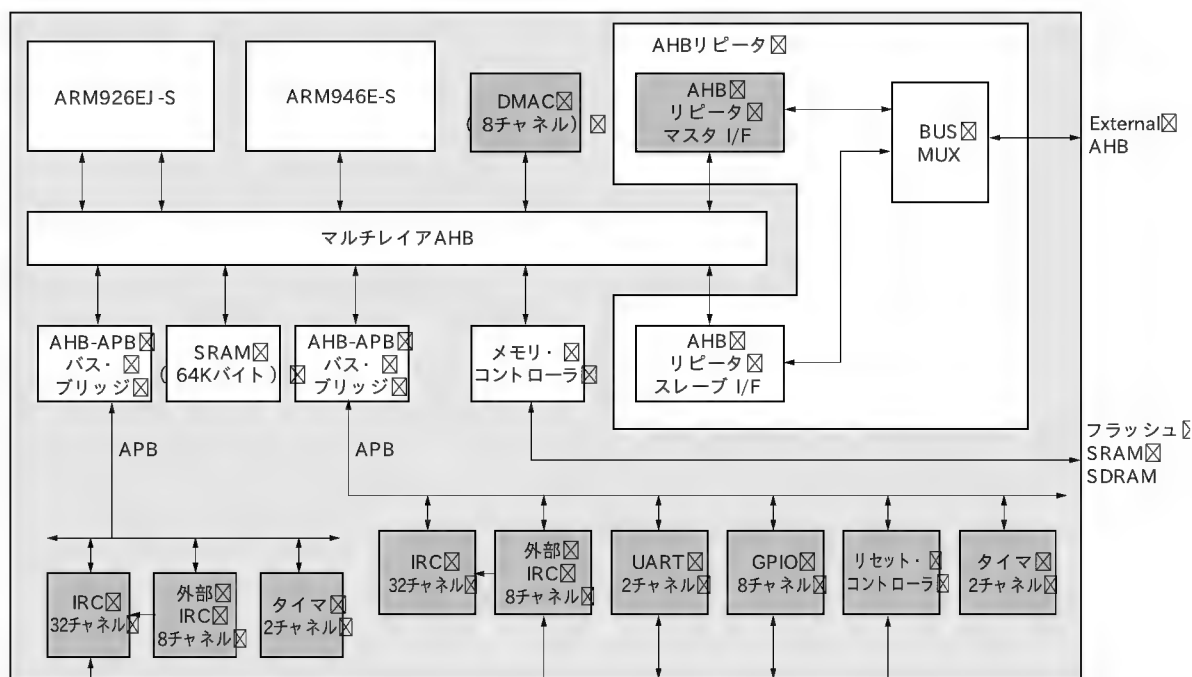 ARM926EJ-S
ARM946E-S
DMAC
(8チャネル)
AHBリピータ
AHB
リピータ
マスタ I/F
BUS
MUX
External
AHB
マルチレイアAHB
AHB-APB
バス・
ブリッジ
SRAM
(64Kバイト)
AHB-APB
バス・
ブリッジ
メモリ・
コントローラ
AHB
リピータ
スレーブ I/F
フラッシュ
SRAM
SDRAM
APB
APB
IRC
32チャネル
外部
IRC
8チャネル
タイマ
2チャネル
IRC
32チャネル
外部
IRC
8チャネル
UART
2チャネル
GPIO
8チャネル
リセット・
コントローラ
タイマ
2チャネル